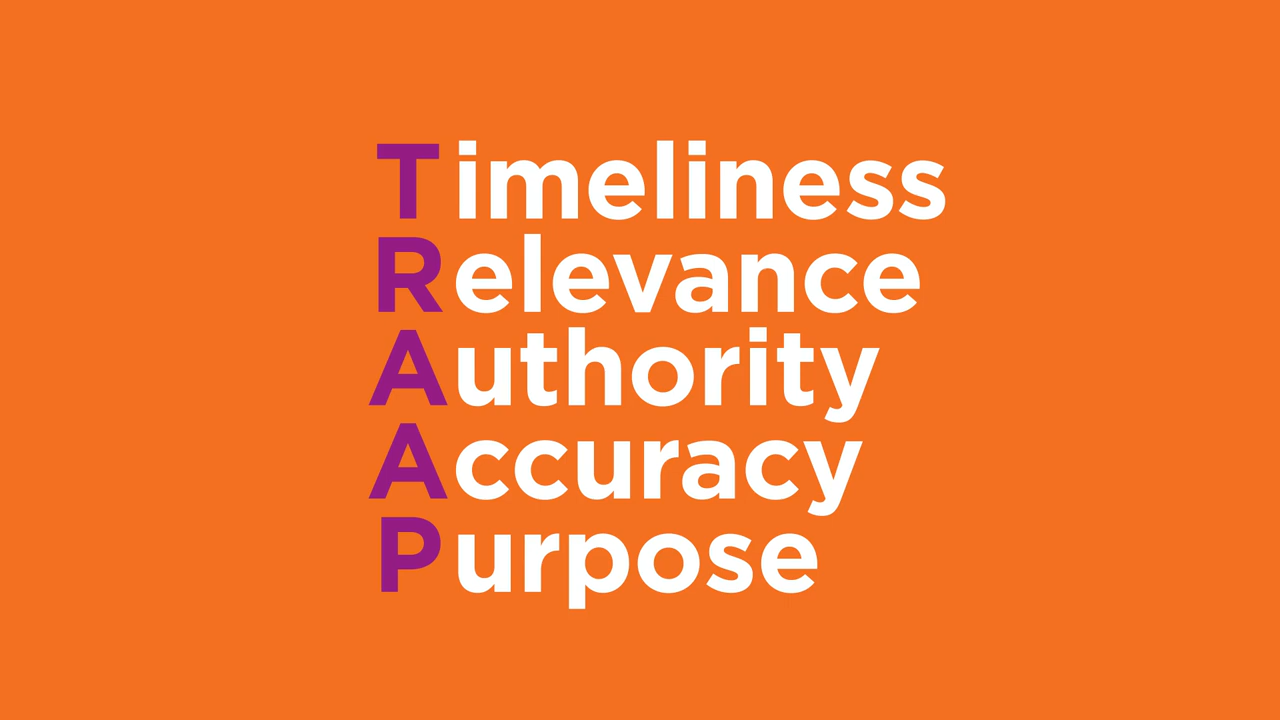 Timeliness
Relevance
Authority
Accuracy
Purpose